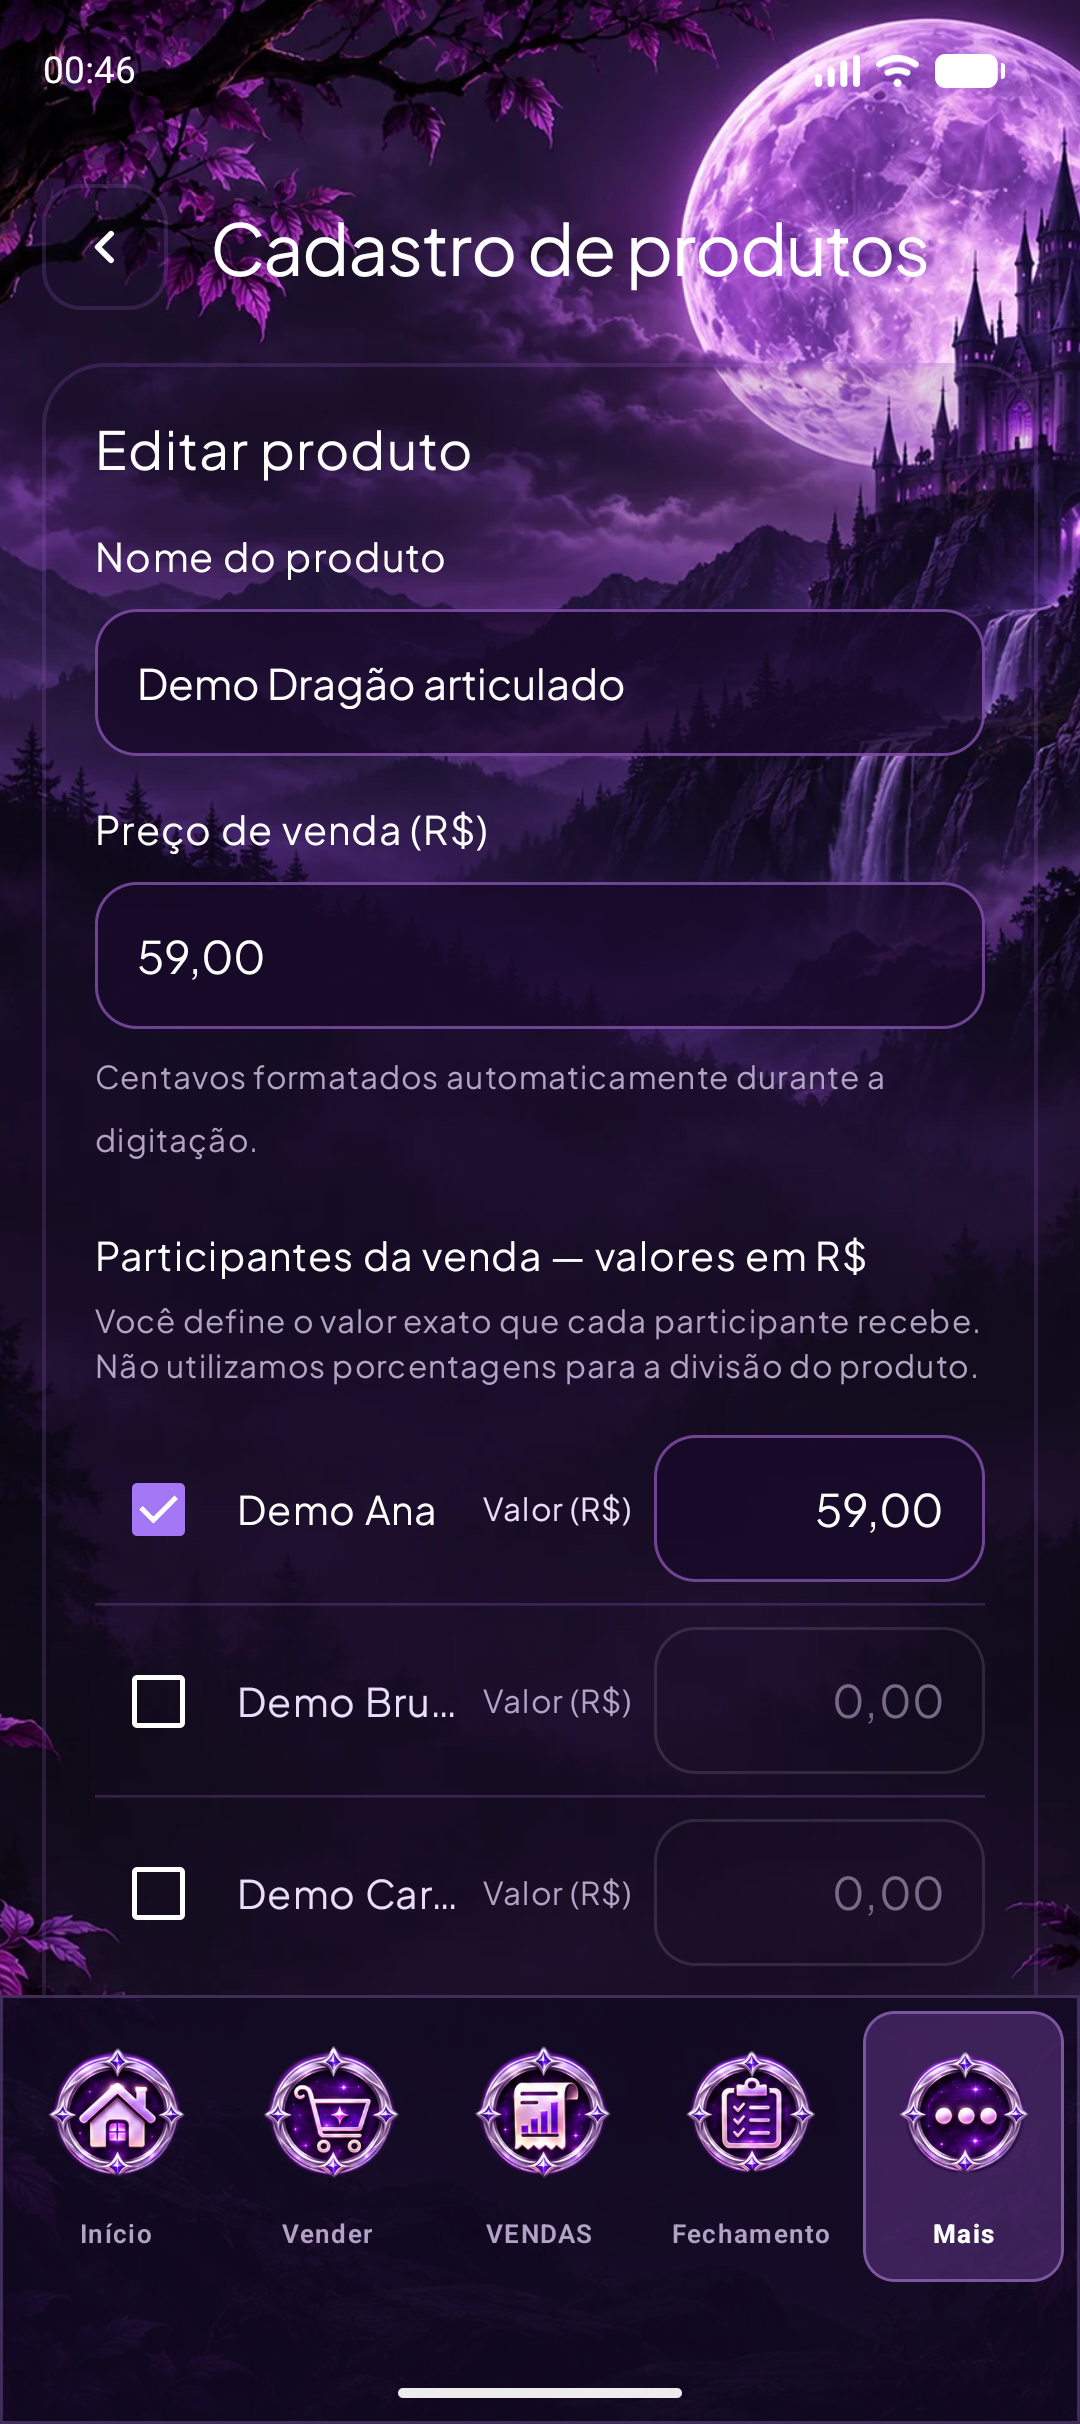 00:46
Cadastro de produtos
Editar produto
Nome do produto
Demo Dragão articulado
Preço de venda (R$)
59,00
Centavos formatados automaticamente durante a
digitação.
Participantes da venda — valores em R$
Você define o valor exato que cada participante recebe.
Não utilizamos porcentagens para a divisão do produto.
Demo Ana Valor (R$) 59,00
Demo Bru... Valor (R$) 0,00
Demo Car... Valor (R$) 0,00
Início Vender VENDAS Fechamento Mais